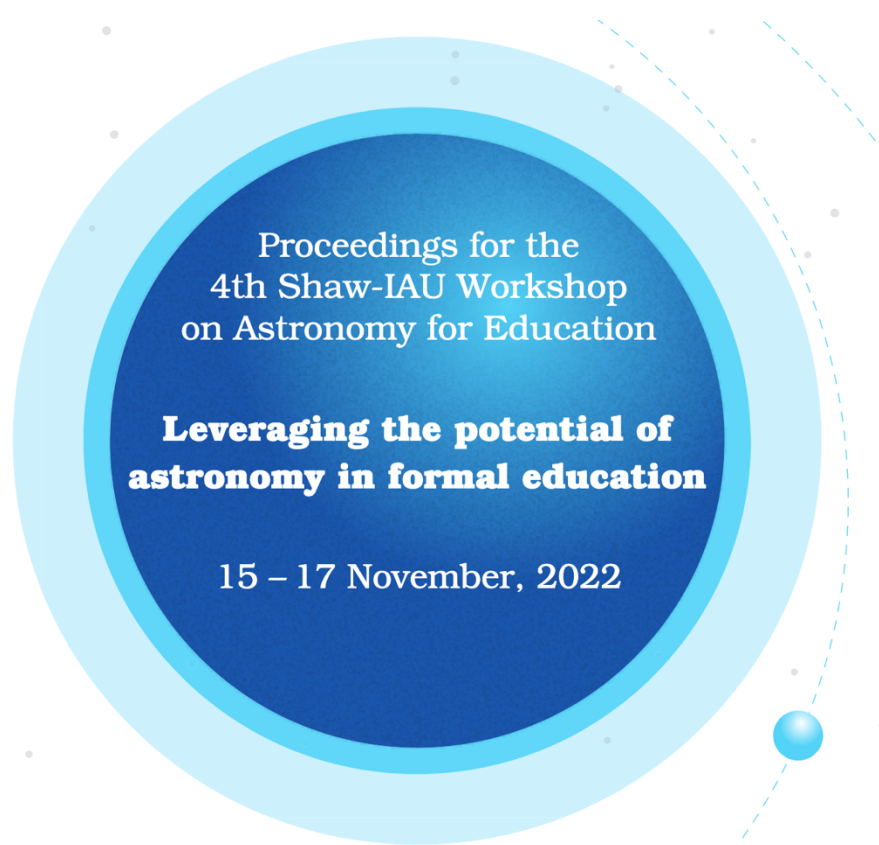 Proceedings for the
4th Shaw-IAU Workshop
on Astronomy for Education
Leveraging the potential of
astronomy in formal education
15 – 17 November, 2022